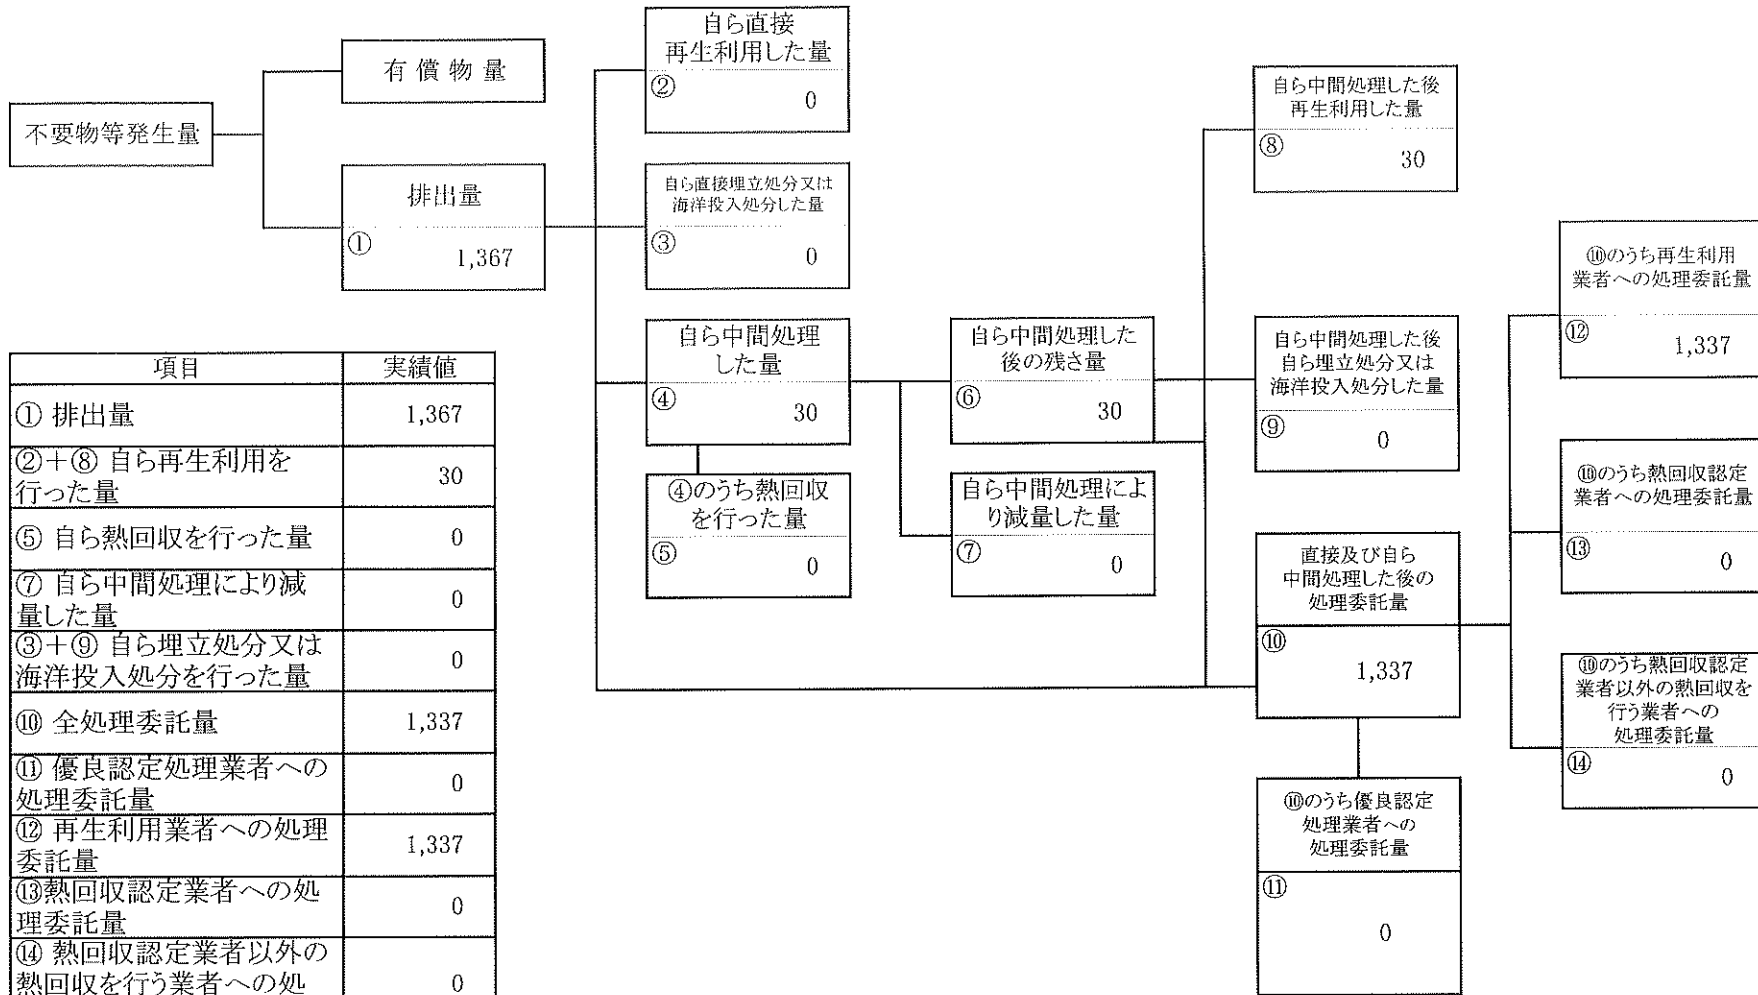 不要物等発生量
有償物量
排出量
①
1,367
自ら直接
再生利用した量
②
0
自ら直接埋立処分又は
海洋投入処分した量
③
0
自ら中間処理
した量
④
30
④のうち熱回収
を行った量
⑤
0
自ら中間処理した
後の残さ量
⑥
30
自ら中間処理によ
り減量した量
⑦
0
自ら中間処理した後
再生利用した量
⑧
30
自ら中間処理した後
自ら埋立処分又は
海洋投入処分した量
⑨
0
直接及び自ら
中間処理した後の
処理委託量
⑩
1,337
⑩のうち優良認定
処理業者への
処理委託量
⑪
0
⑩のうち再生利用
業者への処理委託量
⑫
1,337
⑩のうち熱回収認定
業者への処理委託量
⑬
0
⑩のうち熱回収認定
業者以外の熱回収を
行う業者への
処理委託量
⑭
0
項目 実績値
① 排出量 1,367
②+⑧ 自ら再生利用を
行った量 30
⑤ 自ら熱回収を行った量 0
⑦ 自ら中間処理により減
量した量 0
③+⑨ 自ら埋立処分又は
海洋投入処分を行った量 0
⑩ 全処理委託量 1,337
⑪ 優良認定処理業者への
処理委託量 0
⑫ 再生利用業者への処理
委託量 1,337
⑬熱回収認定業者への処
理委託量 0
⑭ 熱回収認定業者以外の
熱回収を行う業者への処 0